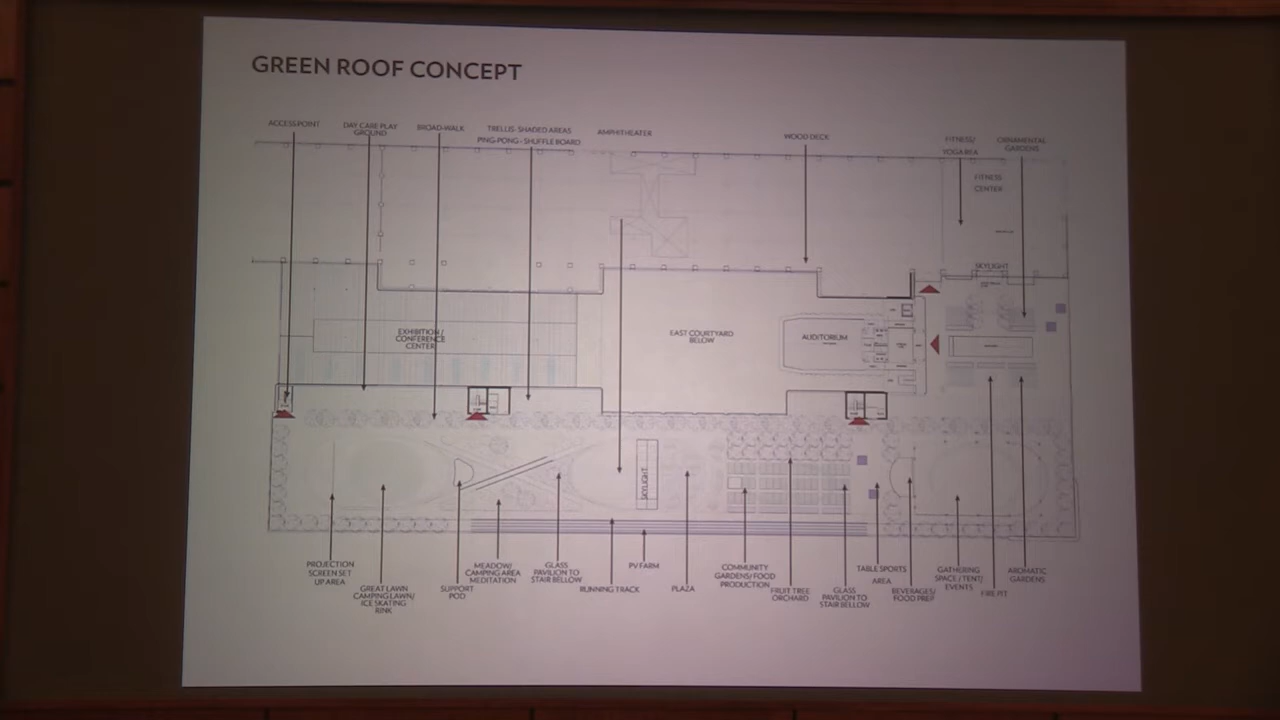 GREEN ROOF CONCEPT
ACCESS POINT
DAY CARE PLAY
GROUND
BROAD-WALK
TRELLIS- SHADED AREAS
PING-PONG - SHUFFLE BOARD
AMPHITHEATER
WOOD DECK
FITNESS/
YOGA REA
ORNAMENTAL
GARDENS
FITNESS
CENTER
SKYLIGHT
EXHIBITION /
CONFERENCE
CENTER
EAST COURTYARD
BELOW
AUDITORIUM
SKYLIGHT
PROJECTION
SCREEN SET
UP AREA
GREAT LAWN
CAMPING LAWN/
ICE SKATING
RINK
SUPPORT
POD
MEADOW/
CAMPING AREA
MEDITATION
GLASS
PAVILION TO
STAIR BELLOW
RUNNING TRACK
PV FARM
PLAZA
COMMUNITY
GARDENS/FOOD
PRODUCTION
FRUIT TREE
ORCHARD
GLASS
PAVILION TO
STAIR BELLOW
TABLE SPORTS
AREA
BEVERAGES/
FOOD PREP
GATHERING
SPACE / TENT/
EVENTS
FIRE PIT
AROMATIC
GARDENS